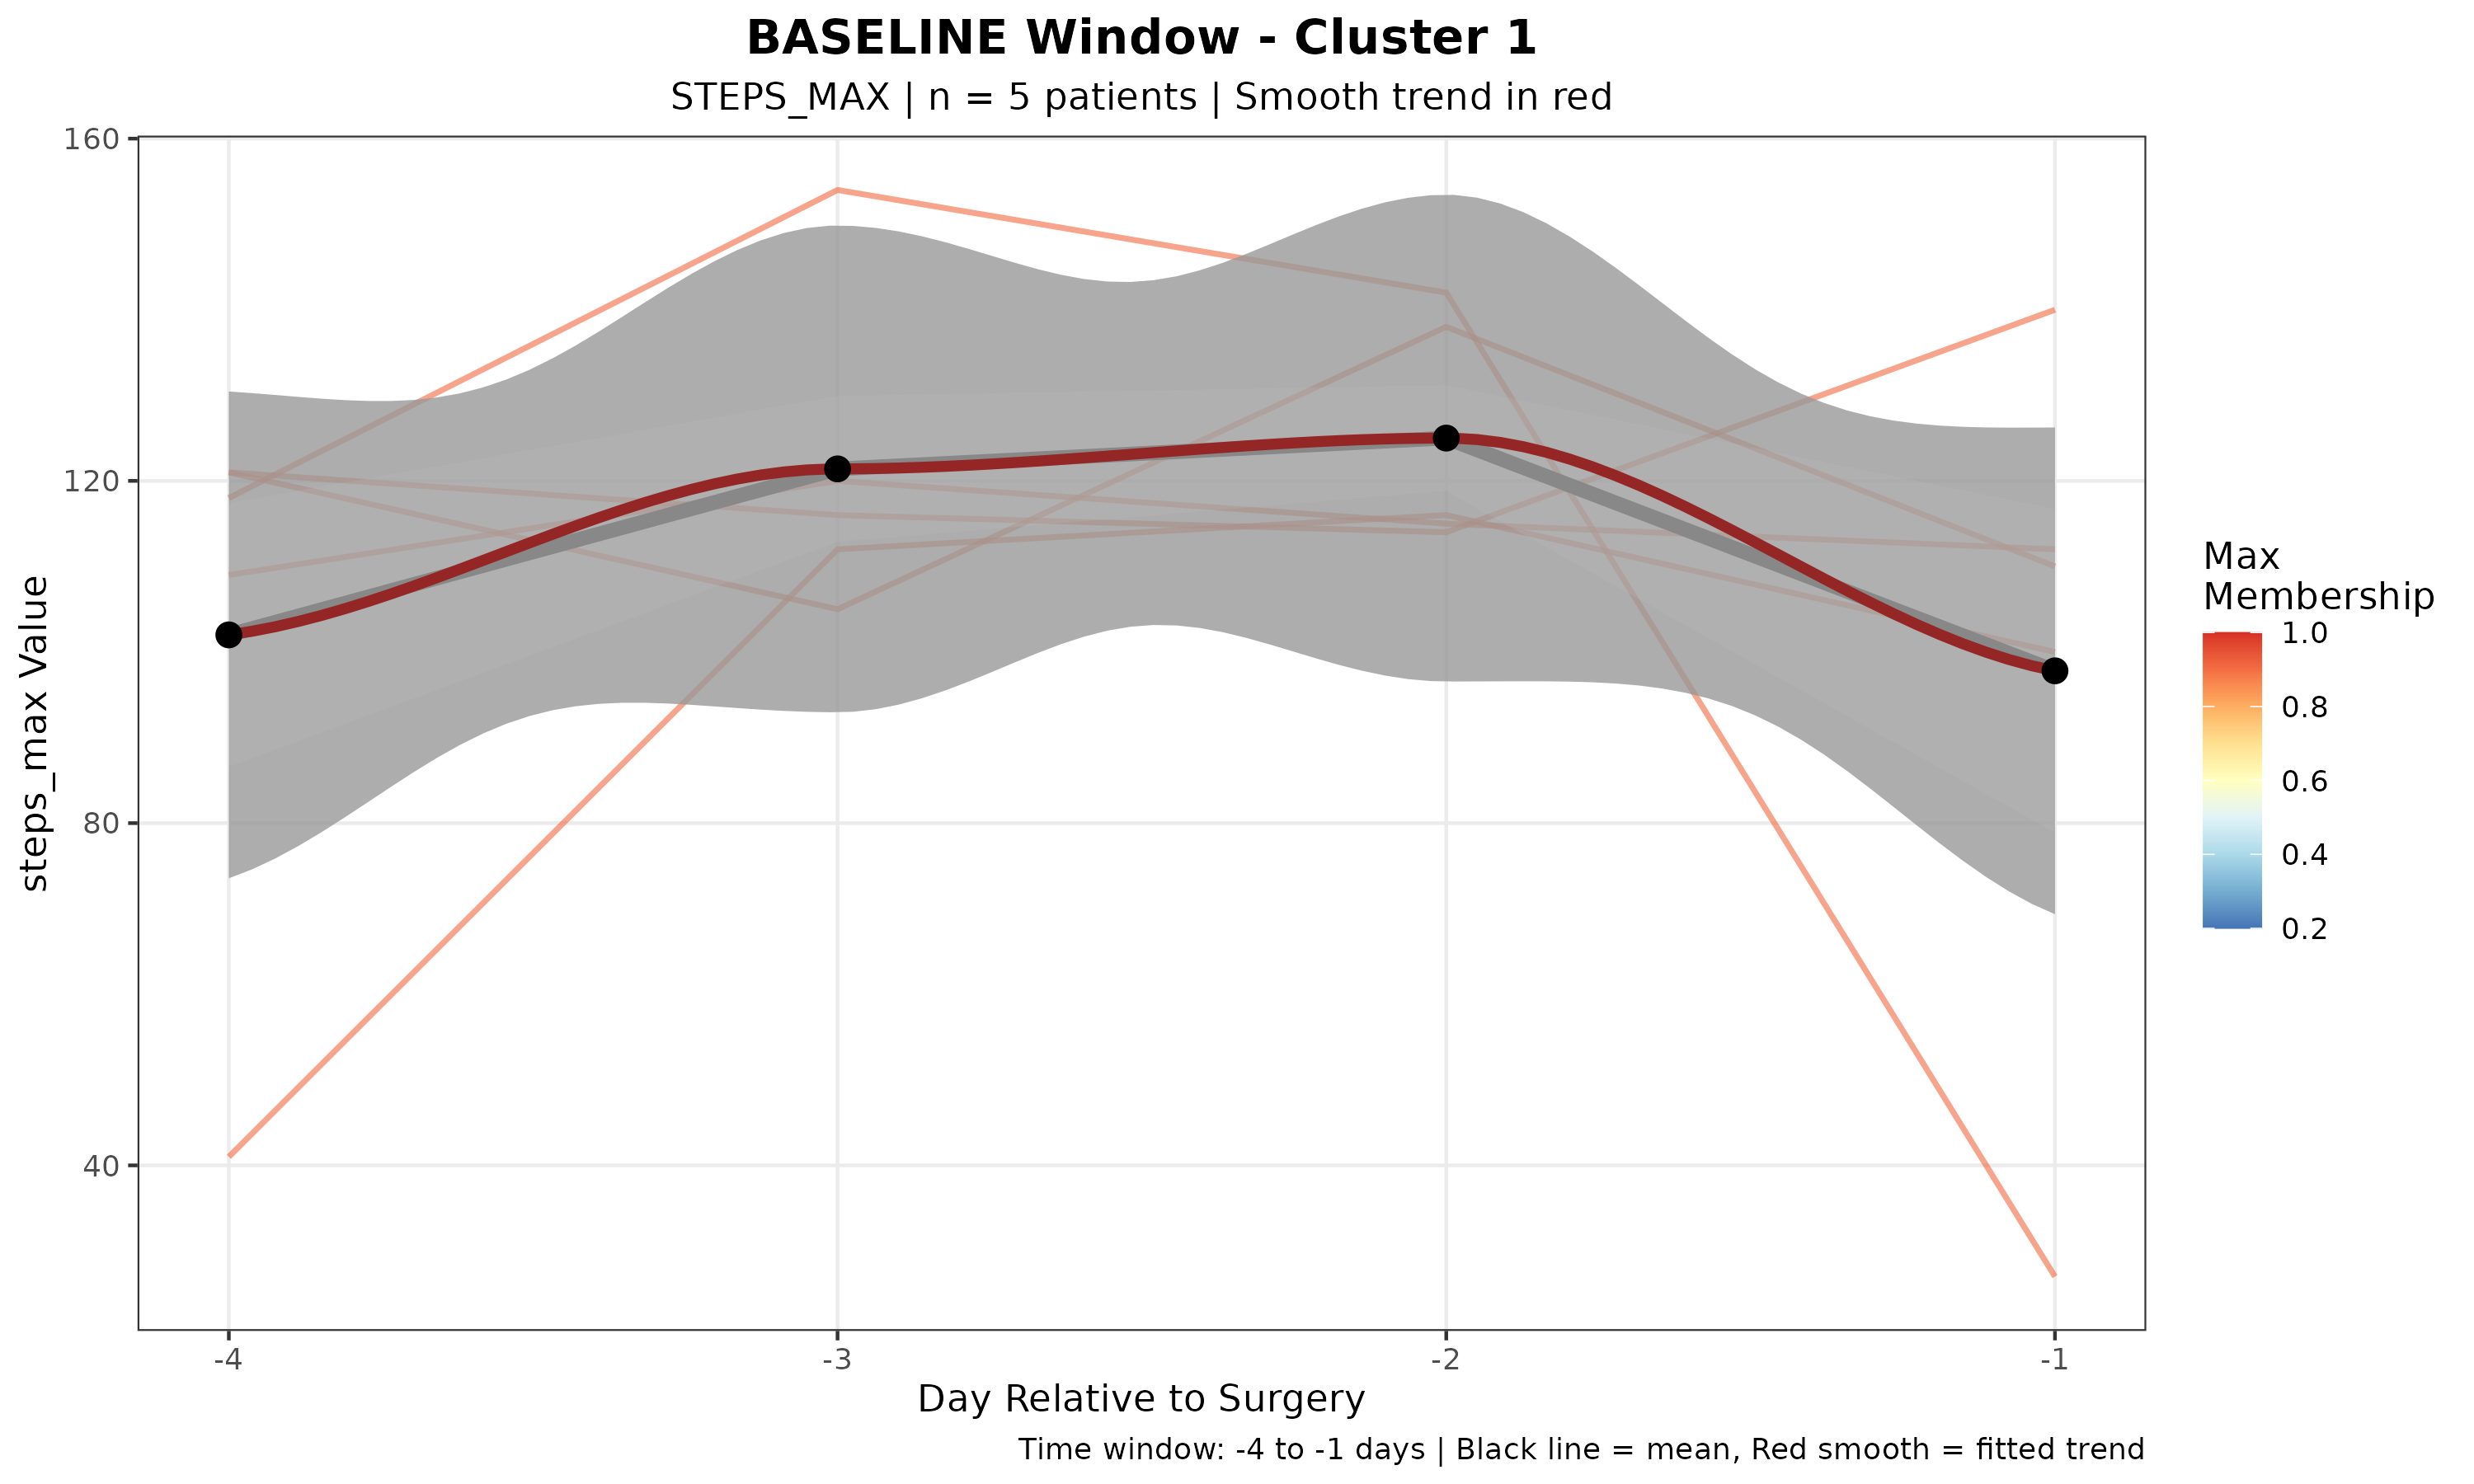 BASELINE Window - Cluster 1
STEPS_MAX | n = 5 patients | Smooth trend in red
steps_max Value
160
120
80
40
-4
-3
-2
-1
Day Relative to Surgery
Max
Membership
1.0
0.8
0.6
0.4
0.2
Time window: -4 to -1 days | Black line = mean, Red smooth = fitted trend